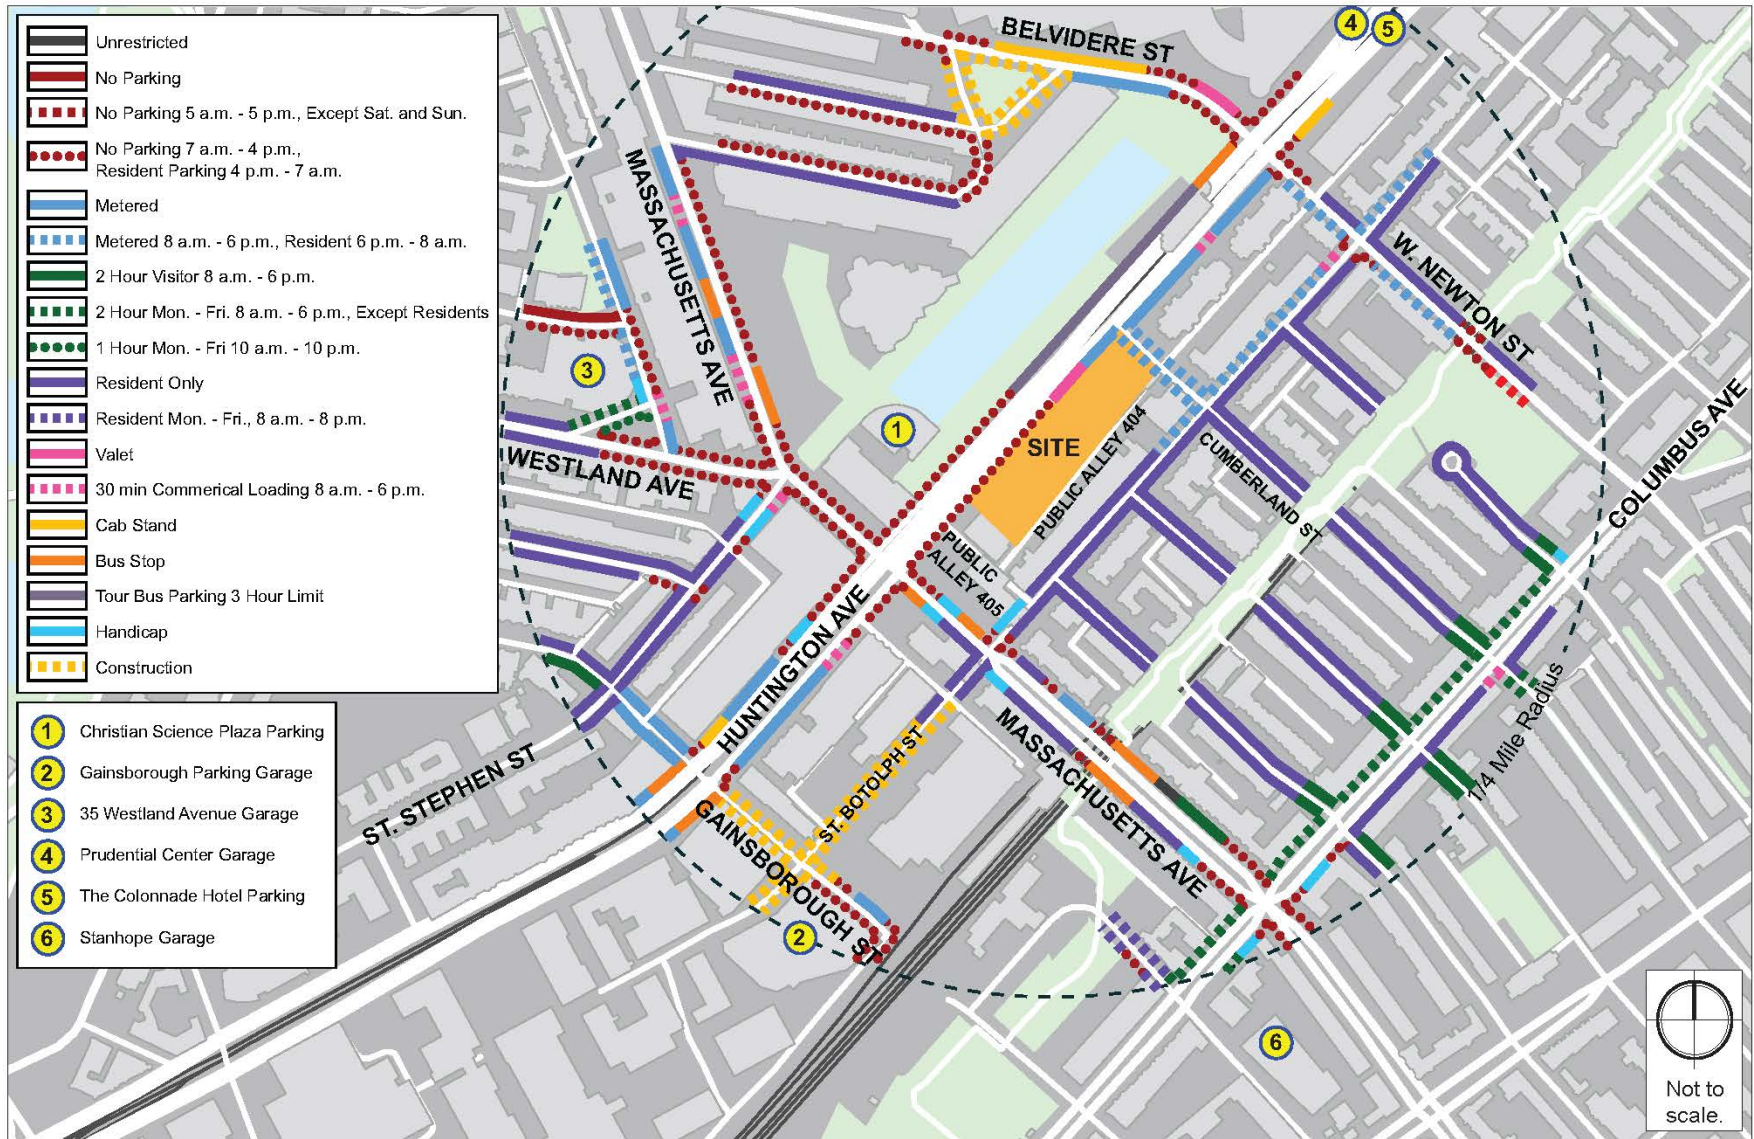 Unrestricted
No Parking
No Parking 5 a.m. - 5 p.m., Except Sat. and Sun.
No Parking 7 a.m. - 4 p.m.,
Resident Parking 4 p.m. - 7 a.m.
Metered
Metered 8 a.m. - 6 p.m., Resident 6 p.m. - 8 a.m.
2 Hour Visitor 8 a.m. - 6 p.m.
2 Hour Mon. - Fri. 8 a.m. - 6 p.m., Except Residents
1 Hour Mon. - Fri 10 a.m. - 10 p.m.
Resident Only
Resident Mon. - Fri., 8 a.m. - 8 p.m.
Valet
30 min Commerical Loading 8 a.m. - 6 p.m.
Cab Stand
Bus Stop
Tour Bus Parking 3 Hour Limit
Handicap
Construction
1 Christian Science Plaza Parking
2 Gainsborough Parking Garage
3 35 Westland Avenue Garage
4 Prudential Center Garage
5 The Colonnade Hotel Parking
6 Stanhope Garage
BELVIDERE ST
4
5
MASSACHUSETTS AVE
W. NEWTON ST
3
1
SITE
PUBLIC ALLEY 404
CUMBERLAND ST
COLUMBUS AVE
WESTLAND AVE
PUBLIC
ALLEY 405
HUNTINGTON AVE
MASSACHUSETTS AVE
1/4 Mile Radius
ST. STEPHEN ST
ST. BOTOLPH ST
GAINSBOROUGH ST
2
6
Not to
scale.